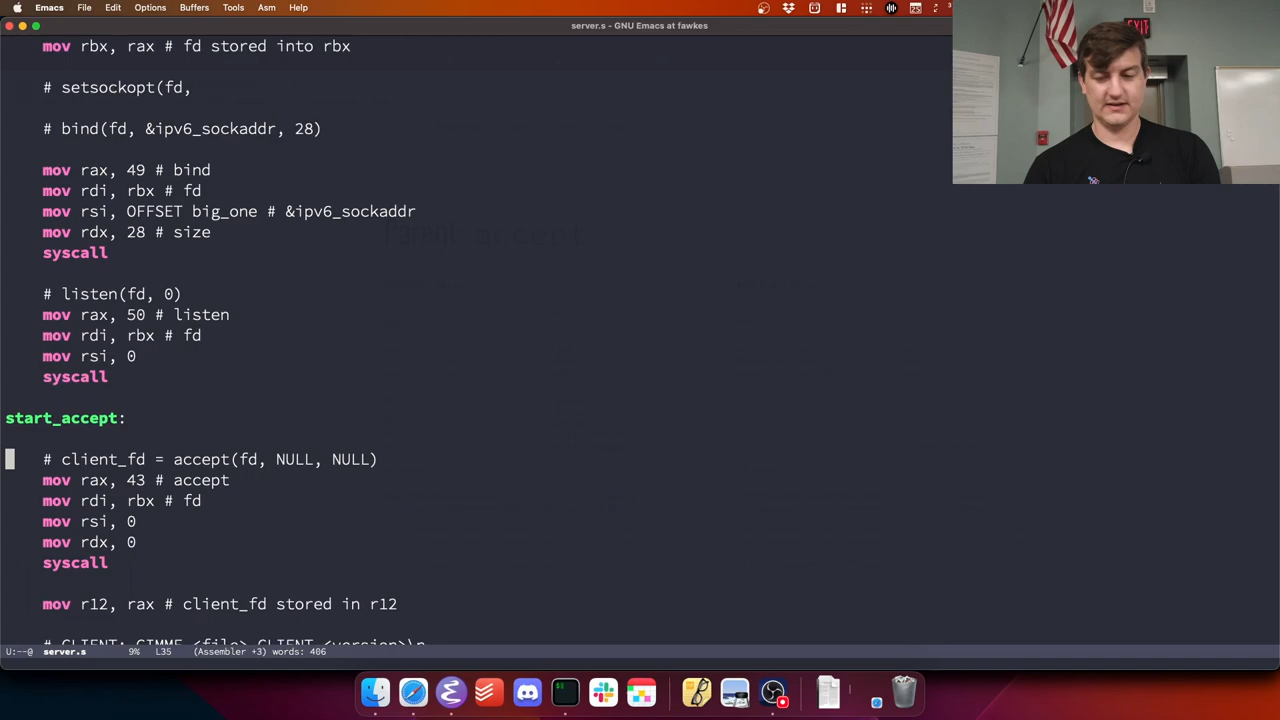 Emacs File Edit Options Buffers Tools Asm Help
server.s - GNU Emacs at fawkes
EXIT
mov rbx, rax # fd stored into rbx
# setsockopt(fd,
# bind(fd, &ipv6_sockaddr, 28)
mov rax, 49 # bind
mov rdi, rbx # fd
mov rsi, OFFSET big_one # &ipv6_sockaddr
mov rdx, 28 # size
syscall
# listen(fd, 0)
mov rax, 50 # listen
mov rdi, rbx # fd
mov rsi, 0
syscall
start_accept:
# client_fd = accept(fd, NULL, NULL)
mov rax, 43 # accept
mov rdi, rbx # fd
mov rsi, 0
mov rdx, 0
syscall
mov r12, rax # client_fd stored in r12
# CLIENT: GIMME <file> CLIENT <version>\n
U:--@ server.s 9% L35 (Assembler +3) words: 406